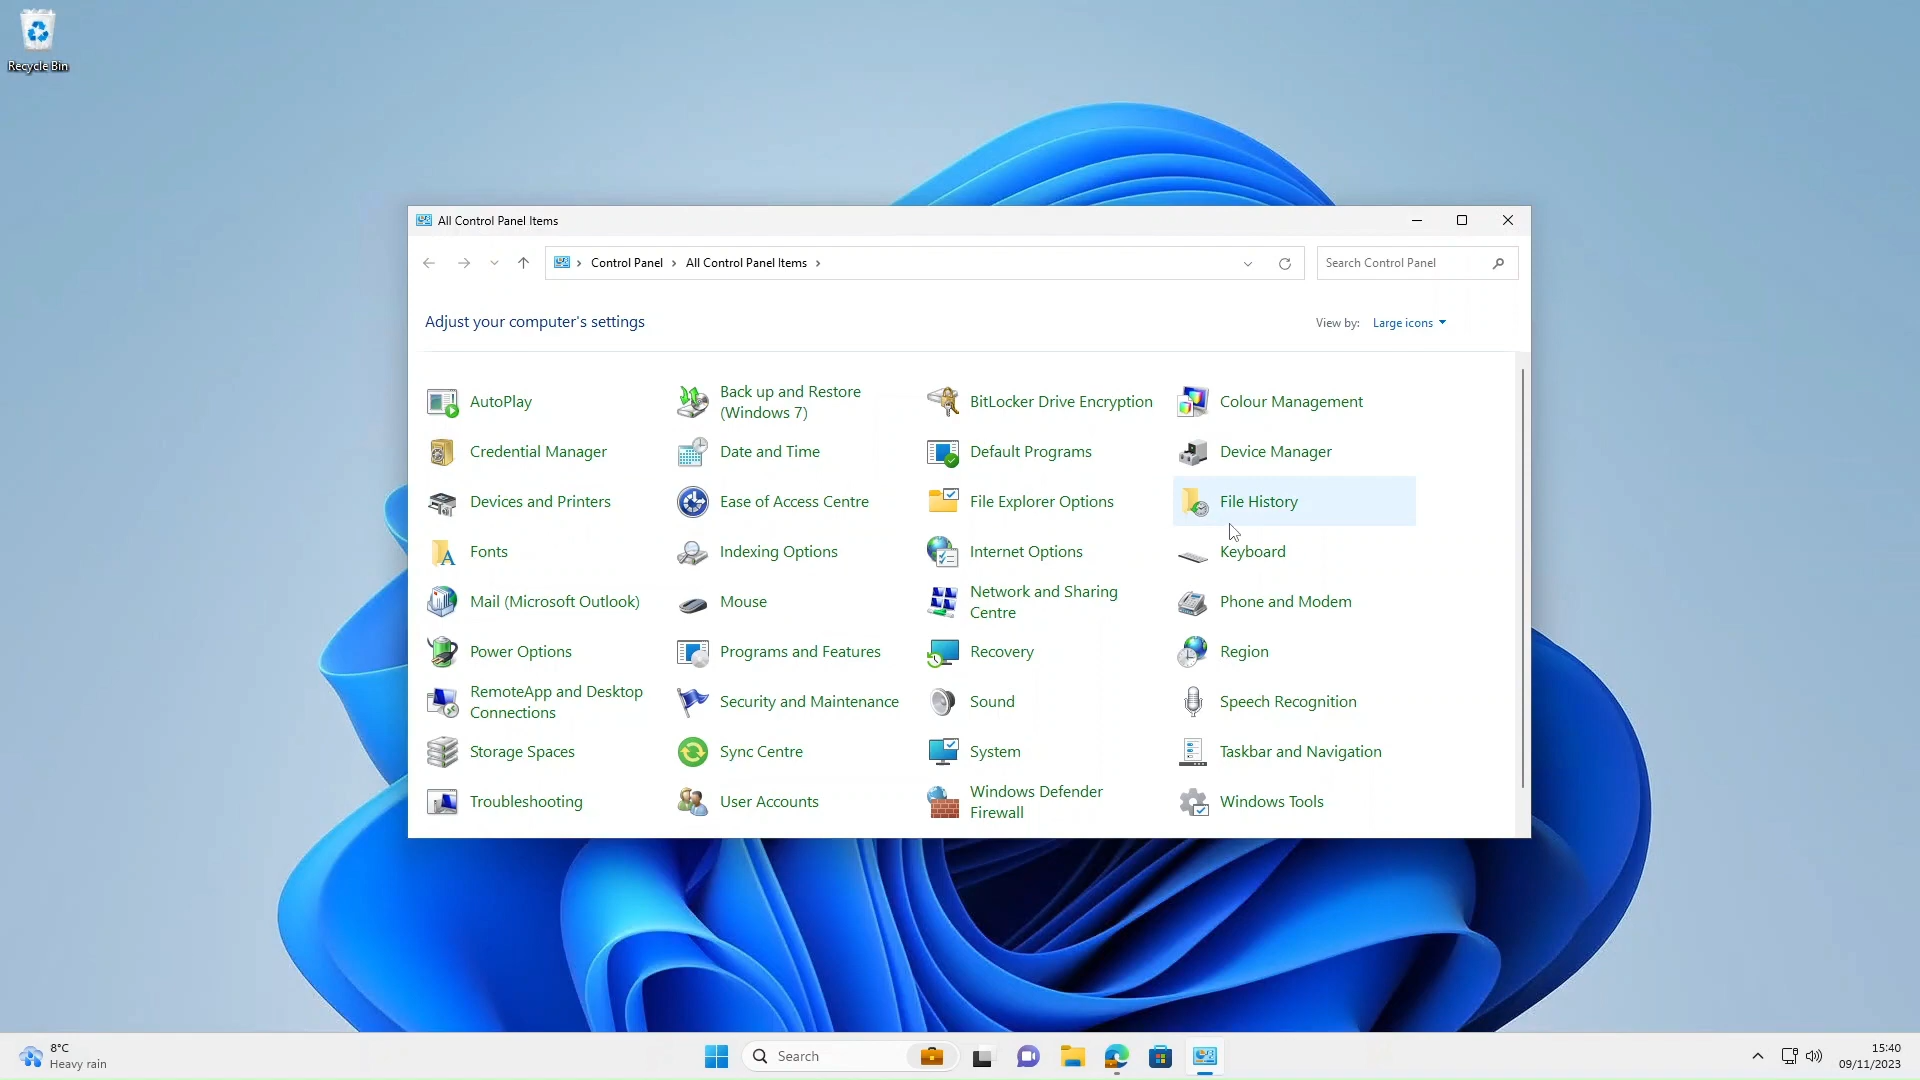 Recycle Bin
All Control Panel Items
Control Panel
All Control Panel Items
Search Control Panel
Adjust your computer's settings
View by: Large icons
AutoPlay
Back up and Restore
(Windows 7)
BitLocker Drive Encryption
Colour Management
Credential Manager
Date and Time
Default Programs
Device Manager
Devices and Printers
Ease of Access Centre
File Explorer Options
File History
Fonts
Indexing Options
Internet Options
Keyboard
Mail (Microsoft Outlook)
Mouse
Network and Sharing
Centre
Phone and Modem
Power Options
Programs and Features
Recovery
Region
RemoteApp and Desktop
Connections
Security and Maintenance
Sound
Speech Recognition
Storage Spaces
Sync Centre
System
Taskbar and Navigation
Troubleshooting
User Accounts
Windows Defender
Firewall
Windows Tools
8°C
Heavy rain
Search
15:40
09/11/2023